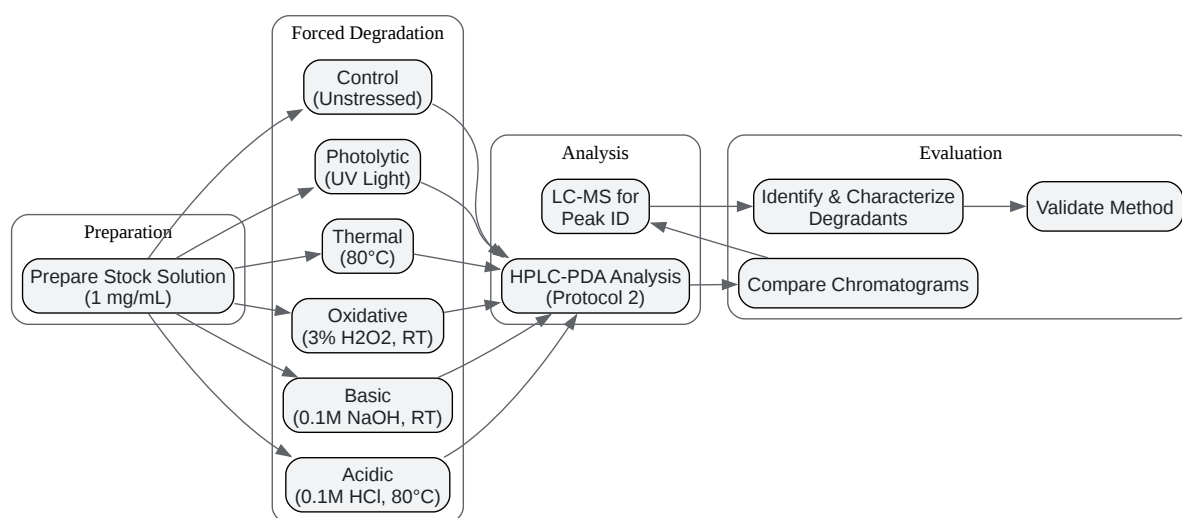 Preparation
Prepare Stock Solution
(1 mg/mL)
Forced Degradation
Control
(Unstressed)
Photolytic
(UV Light)
Thermal
(80°C)
Oxidative
(3% H2O2, RT)
Basic
(0.1M NaOH, RT)
Acidic
(0.1M HCl, 80°C)
Analysis
LC-MS for
Peak ID
HPLC-PDA Analysis
(Protocol 2)
Evaluation
Identify & Characterize
Degradants
Validate Method
Compare Chromatograms